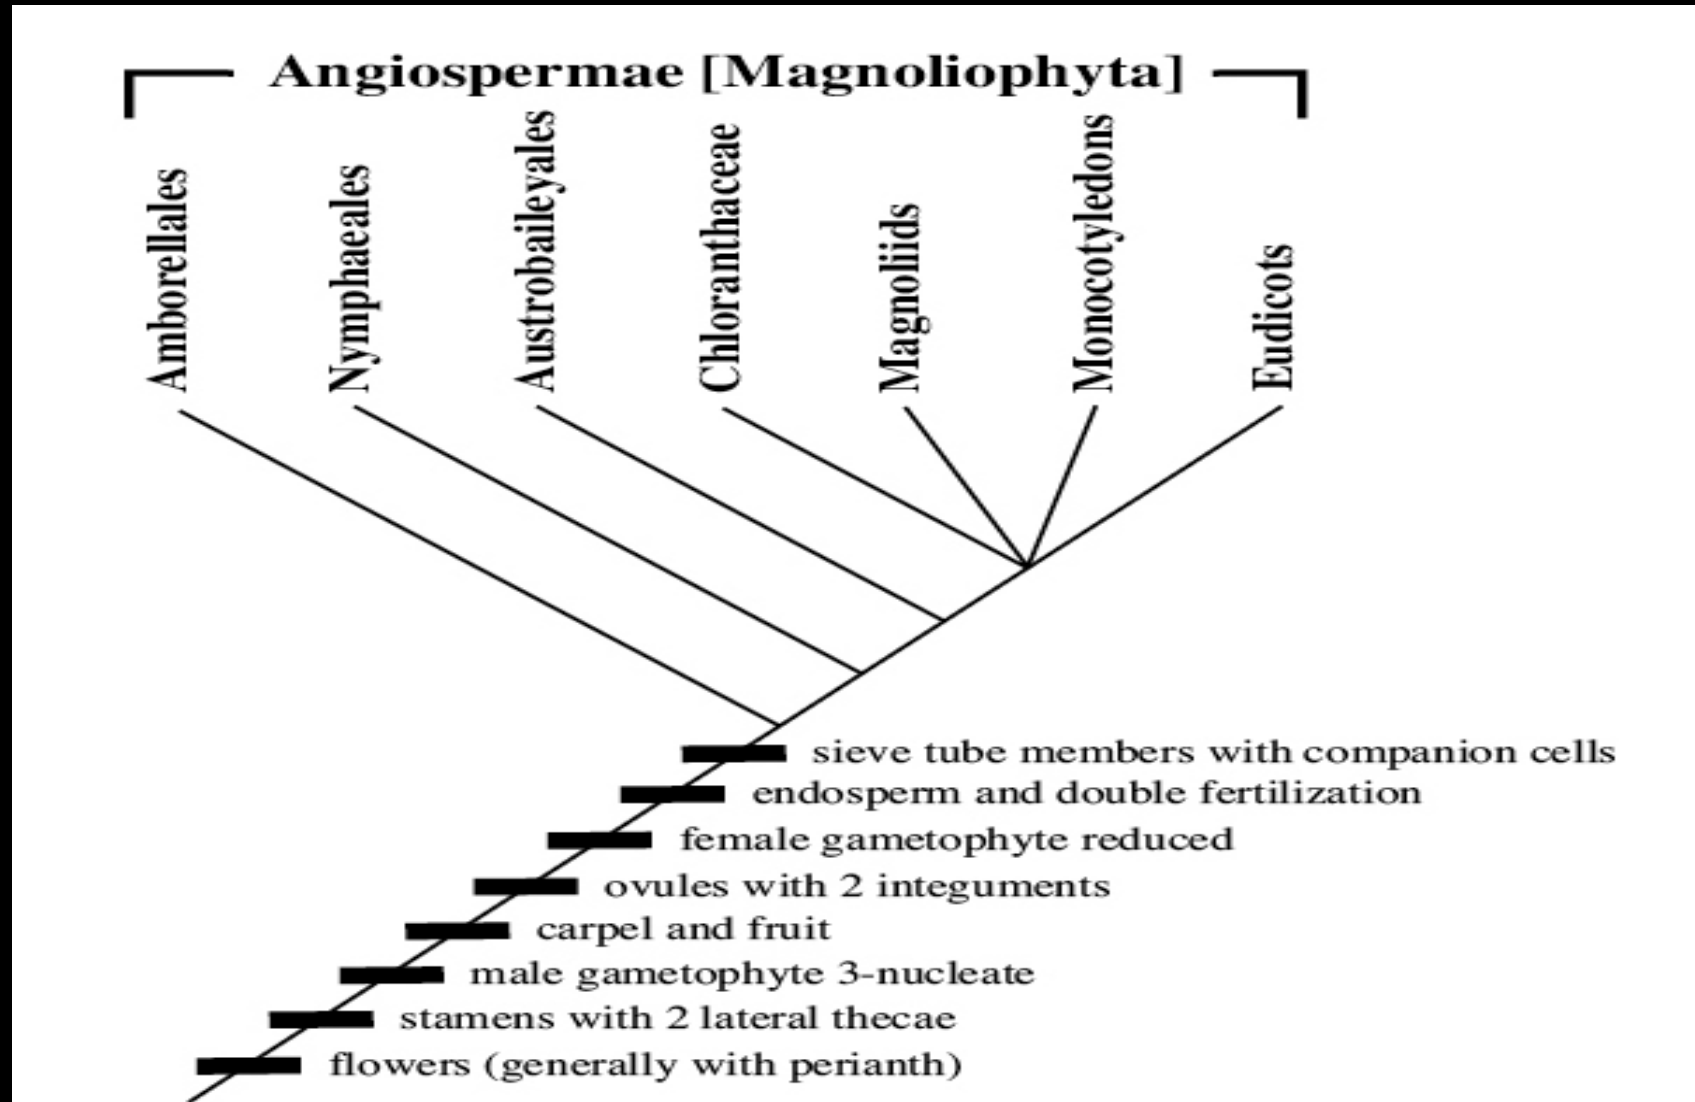 Angiospermae [Magnoliophyta]
Amborellales
Nymphaeales
Austrobaileyales
Chloranthaceae
Magnoliids
Monocotyledons
Eudicots
sieve tube members with companion cells
endosperm and double fertilization
female gametophyte reduced
ovules with 2 integuments
carpel and fruit
male gametophyte 3-nucleate
stamens with 2 lateral thecae
flowers (generally with perianth)